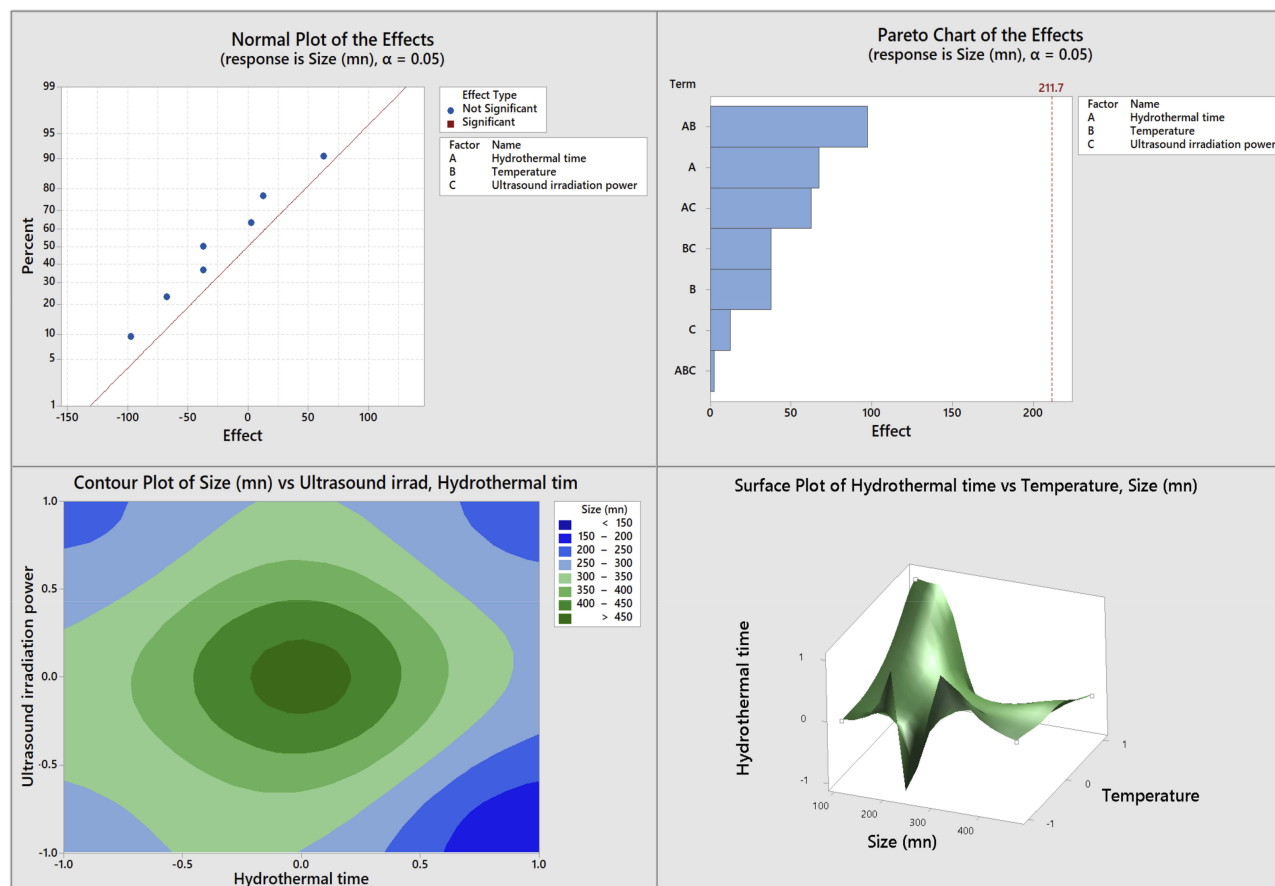 Normal Plot of the Effects
(response is Size (mn), α = 0.05)
Percent
99
95
90
80
70
60
50
40
30
20
10
5
1
-150 -100 -50 0 50 100
Effect
Effect Type
Not Significant
Significant
Factor Name
A Hydrothermal time
B Temperature
C Ultrasound irradiation power
Pareto Chart of the Effects
(response is Size (mn), α = 0.05)
Term
211.7
AB
A
AC
BC
B
C
ABC
0 50 100 150 200
Effect
Factor Name
A Hydrothermal time
B Temperature
C Ultrasound irradiation power
Contour Plot of Size (mn) vs Ultrasound irrad, Hydrothermal tim
Ultrasound irradiation power
1.0
0.5
0.0
-0.5
-1.0
-1.0 -0.5 0.0 0.5 1.0
Hydrothermal time
Size (mn)
< 150
150 – 200
200 – 250
250 – 300
300 – 350
350 – 400
400 – 450
> 450
Surface Plot of Hydrothermal time vs Temperature, Size (mn)
Hydrothermal time
1
0
-1
100 200 300 400
Size (mn)
-1
0
1
Temperature